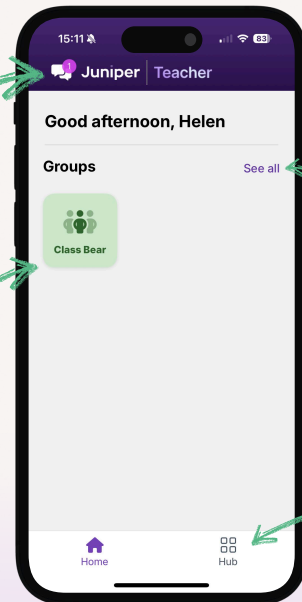 15:11 83
1
Juniper Teacher
Good afternoon, Helen
Groups See all
Class Bear
Home Hub